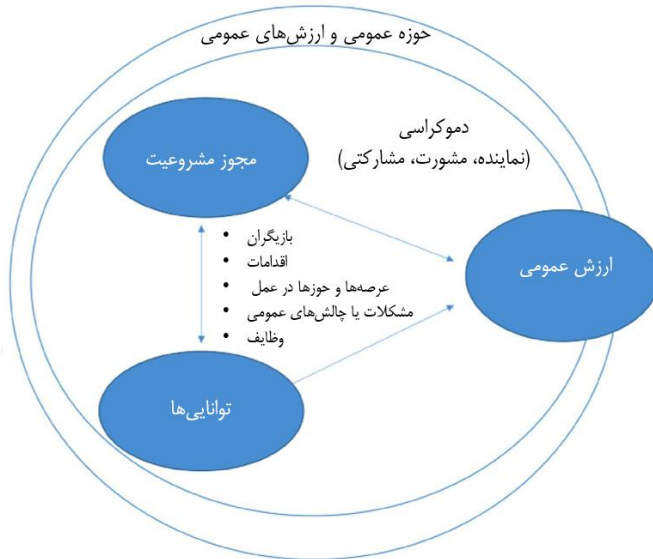 حوزه عمومی و ارزش‌های عمومی
دموکراسی
(نماینده، مشورت، مشارکتی)
مجوز مشروعیت
• بازیگران
• اقدامات
• عرصه‌ها و حوزها در عمل
• مشکلات یا چالش‌های عمومی
• وظایف
ارزش عمومی
توانایی‌ها